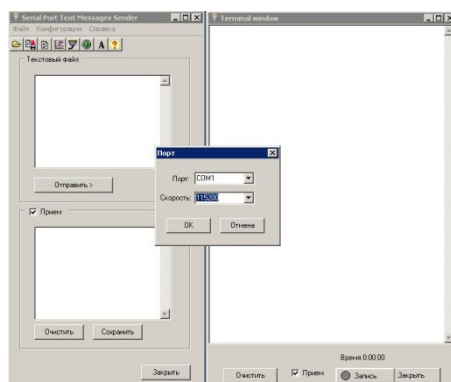 Serial Port Text Messages Sender
Файл Конфигурация Справка
Текстовый файл
Отправить >
Прием
Очистить Сохранить
Закрыть
Порт
Порт: COM1
Скорость: 115200
OK Отмена
Terminal window
Время 0:00:00
Очистить Прием Запись Закрыть